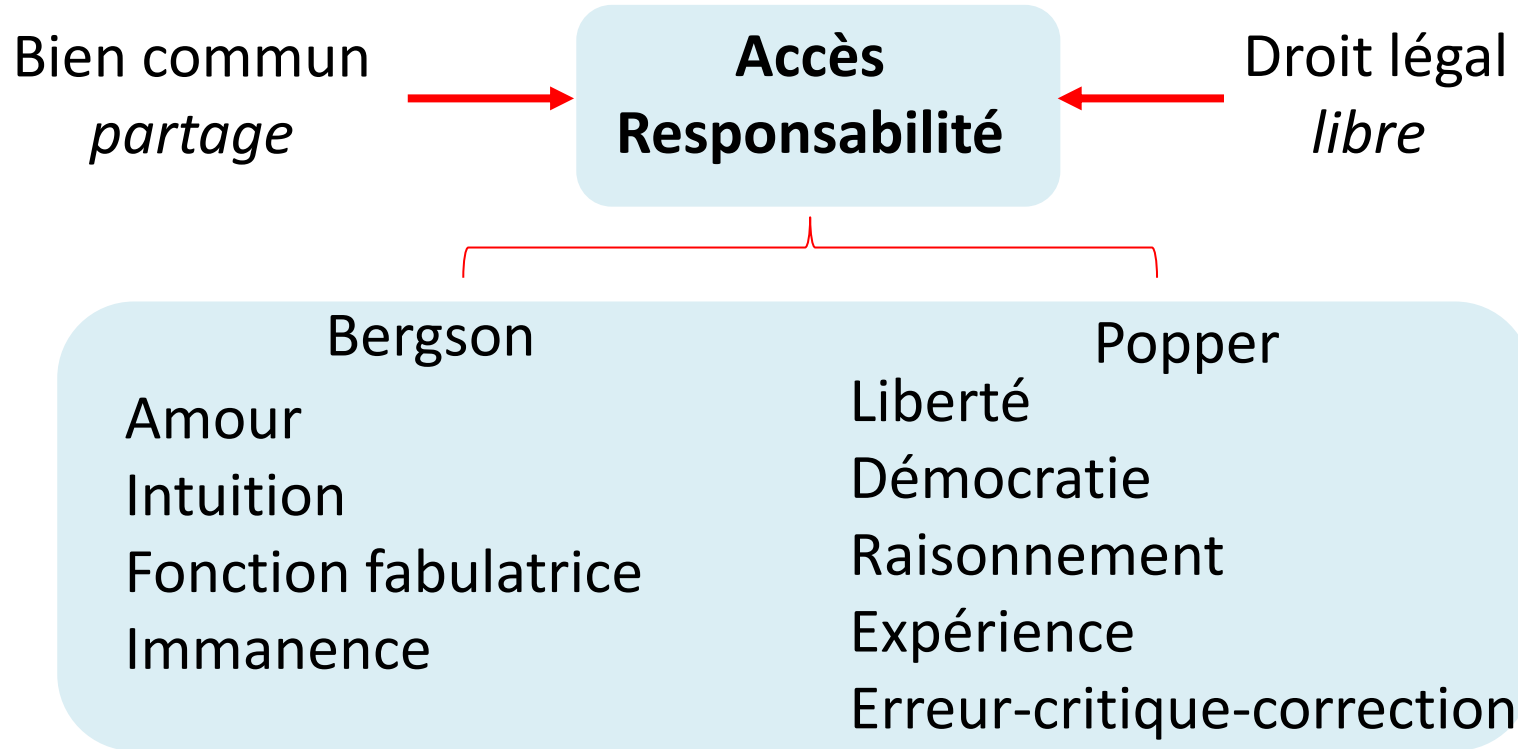 Bien commun
partage
Accès
Responsabilité
Droit légal
libre
Bergson
Amour
Intuition
Fonction fabulatrice
Immanence
Popper
Liberté
Démocratie
Raisonnement
Expérience
Erreur-critique-correction